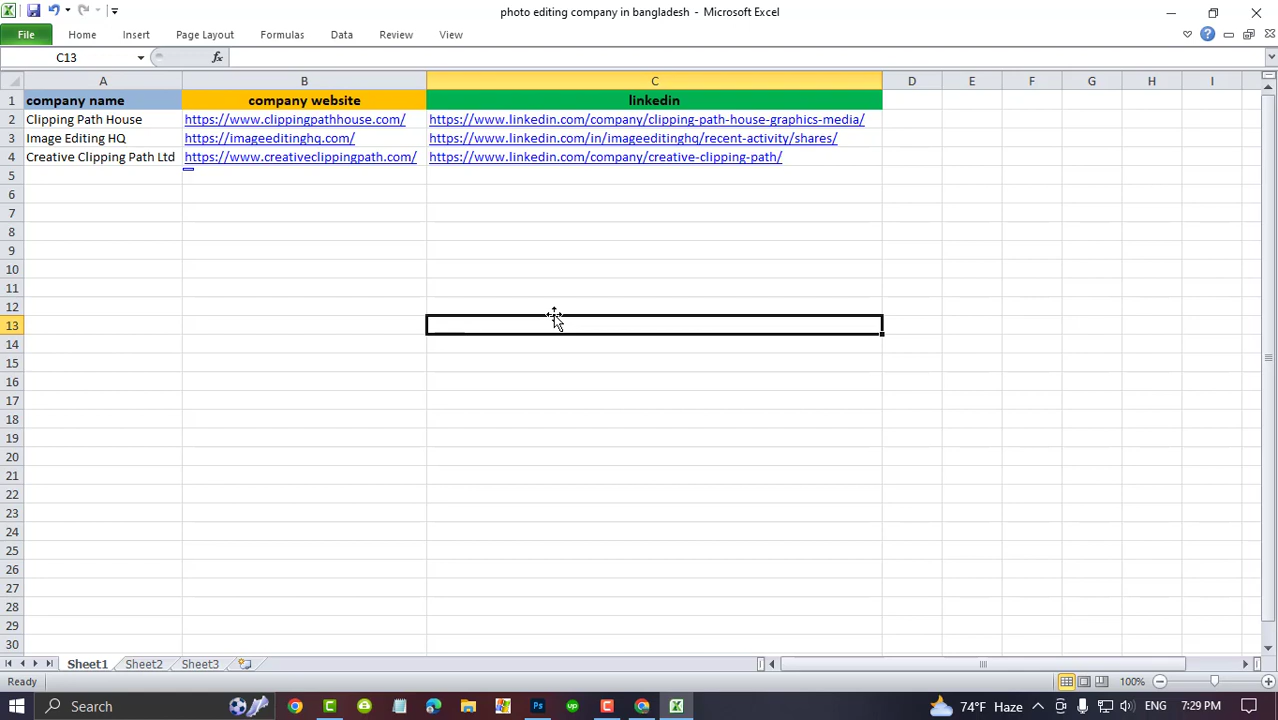 photo editing company in bangladesh - Microsoft Excel
File Home Insert Page Layout Formulas Data Review View
C13 fx
A B C D E F G H I
1 company name company website linkedin
2 Clipping Path House https://www.clippingpathhouse.com/ https://www.linkedin.com/company/clipping-path-house-graphics-media/
3 Image Editing HQ https://imageeditinghq.com/ https://www.linkedin.com/in/imageeditinghq/recent-activity/shares/
4 Creative Clipping Path Ltd https://www.creativeclippingpath.com/ https://www.linkedin.com/company/creative-clipping-path/
5
6
7
8
9
10
11
12
13
14
15
16
17
18
19
20
21
22
23
24
25
26
27
28
29
30
Sheet1 Sheet2 Sheet3
Ready 100%
Search up 74°F Haze ENG 7:29 PM